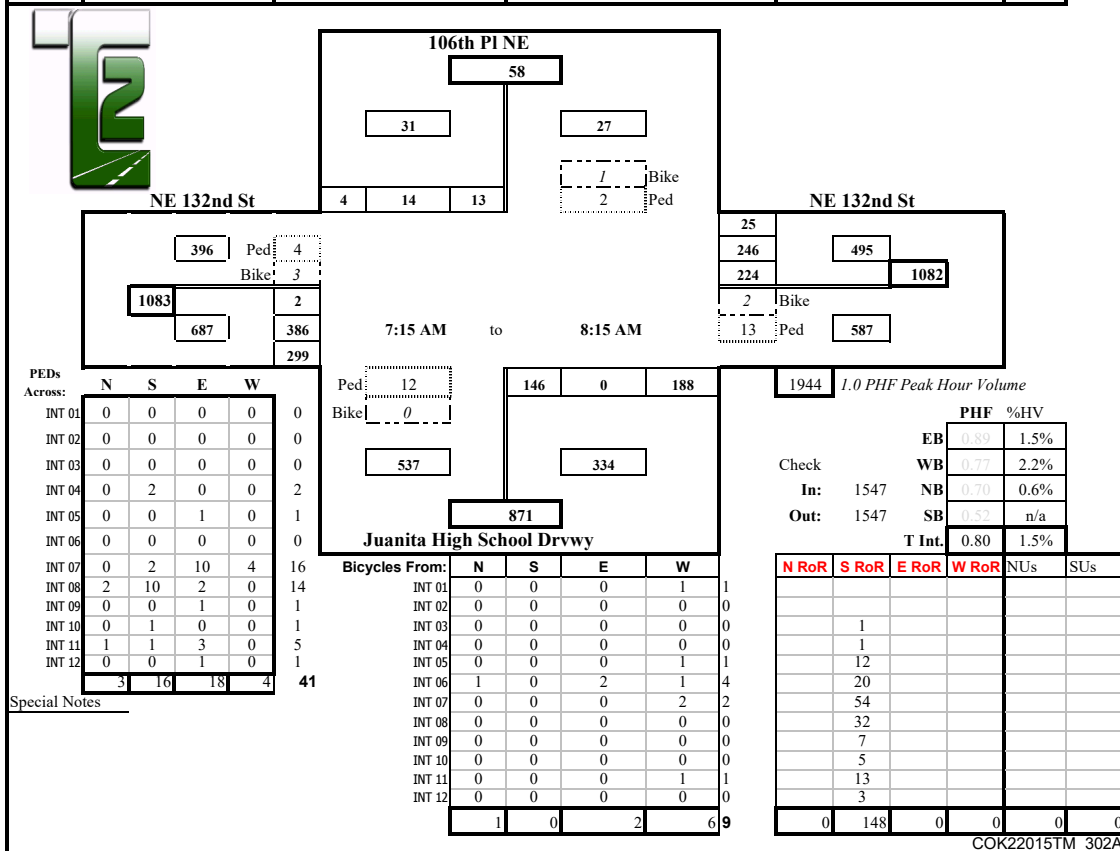 T2
106th Pl NE
58
31 27
1 Bike
2 Ped
NE 132nd St 4 14 13 NE 132nd St
25
396 Ped 4 246 495
Bike 3 224 1082
1083 2 2 Bike
687 386 7:15 AM to 8:15 AM 13 Ped 587
299
PEDs
Across: N S E W Ped 12 146 0 188 1944 1.0 PHF Peak Hour Volume
INT 01 0 0 0 0 0 Bike 0 PHF %HV
INT 02 0 0 0 0 0 EB 0.89 1.5%
INT 03 0 0 0 0 0 537 334 Check WB 0.77 2.2%
INT 04 0 2 0 0 2 In: 1547 NB 0.70 0.6%
INT 05 0 0 1 0 1 871 Out: 1547 SB 0.52 n/a
INT 06 0 0 0 0 0 Juanita High School Drvwy T Int. 0.80 1.5%
INT 07 0 2 10 4 16 Bicycles From: N S E W N RoR S RoR E RoR W RoR NUs SUs
INT 08 2 10 2 0 14 INT 01 0 0 0 1 1
INT 09 0 0 1 0 1 INT 02 0 0 0 0 0
INT 10 0 1 0 0 1 INT 03 0 0 0 0 0 1
INT 11 1 1 3 0 5 INT 04 0 0 0 0 0 1
INT 12 0 0 1 0 1 INT 05 0 0 0 1 1 12
3 16 18 4 41 INT 06 1 0 2 1 4 20
Special Notes INT 07 0 0 0 2 2 54
INT 08 0 0 0 0 0 32
INT 09 0 0 0 0 0 7
INT 10 0 0 0 0 0 5
INT 11 0 0 0 1 1 13
INT 12 0 0 0 0 0 3
1 0 2 6 9 0 148 0 0 0 0
COK22015TM_302A